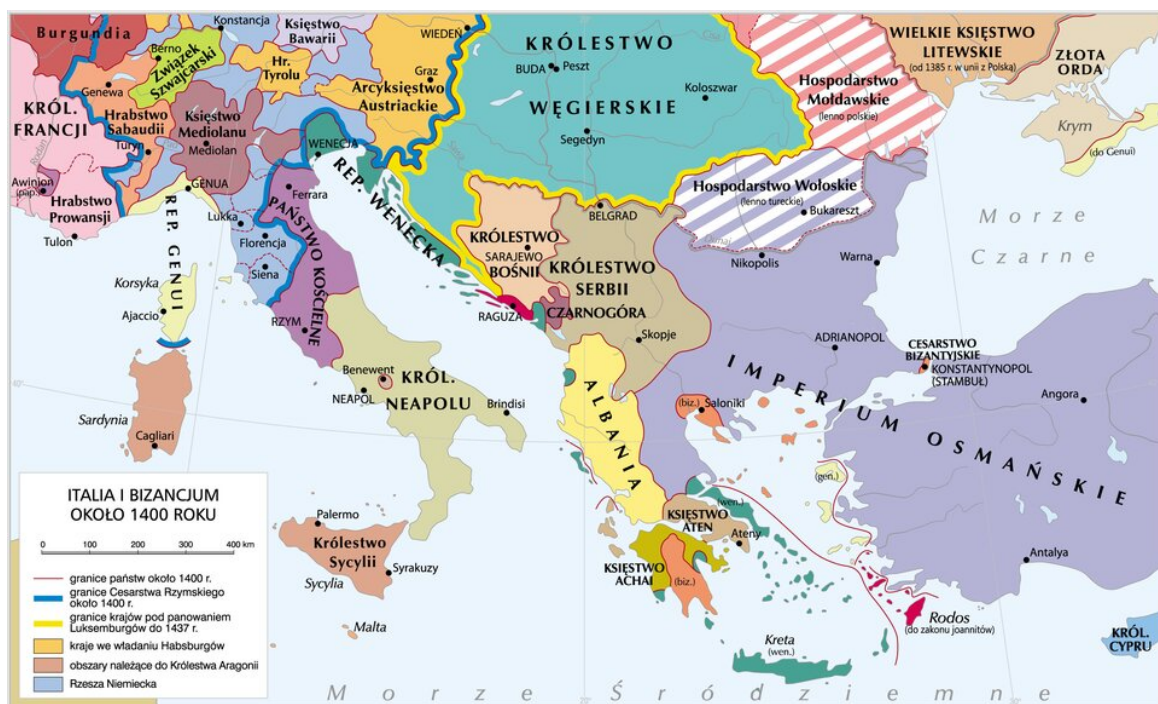 Burgundia
Konstancja
Księstwo
Bawarii
WIEDEŃ
KRÓLESTWO
WIELKIE KSIĘSTWO
LITEWSKIE
(od 1385 r. w unii z Polską)
ZŁOTA
ORDA
Berno
Związek
Szwajcarski
Hr.
Tyrolu
Graz
Arcyksięstwo
Austriackie
BUDA
Peszt
WĘGIERSKIE
Koloszwar
Hospodarstwo
Mołdawskie
(lenno polskie)
Krym
(do Genui)
Genewa
KRÓL.
FRANCJI
Hrabstwo
Sabaudii
Turyn
Księstwo
Mediolanu
Mediolan
Segedyn
WENECJA
Rodan
Awinion
(pap.)
GENUA
REP. WENECKA
Hospodarstwo Wołoskie
(lenno tureckie)
Bukareszt
Hrabstwo
Prowansji
Ferrara
PAŃSTWO KOŚCIELNE
BELGRAD
Dunaj
Morze
Czarne
Tulon
REP. GENUI
Lukka
Florencja
KRÓLESTWO
SARAJEWO
BOŚNII
KRÓLESTWO
SERBII
Nikopolis
Warna
Siena
Korsyka
Ajaccio
RZYM
RAGUZA
CZARNOGÓRA
Skopje
ADRIANOPOL
CESARSTWO
BIZANTYJSKIE
KONSTANTYNOPOL
(STAMBUŁ)
Benewent
NEAPOL
KRÓL.
NEAPOLU
Brindisi
ALBANIA
(biz.)
Saloniki
IMPERIUM OSMAŃSKIE
Angora
Sardynia
Cagliari
(gen.)
ITALIA I BIZANCJUM
OKOŁO 1400 ROKU
0 100 200 300 400 km
Palermo
Królestwo
Sycylii
Sycylia
Syrakuzy
KSIĘSTWO
ATEN
(wen.)
Ateny
KSIĘSTWO
ACHAI
(biz.)
Antalya
granice państw około 1400 r.
granice Cesarstwa Rzymskiego
około 1400 r.
granice krajów pod panowaniem
Luksemburgów do 1437 r.
kraje we władaniu Habsburgów
obszary należące do Królestwa Aragonii
Rzesza Niemiecka
Malta
Rodos
(do zakonu joannitów)
Kreta
(wen.)
KRÓL.
CYPRU
Morze Śródziemne